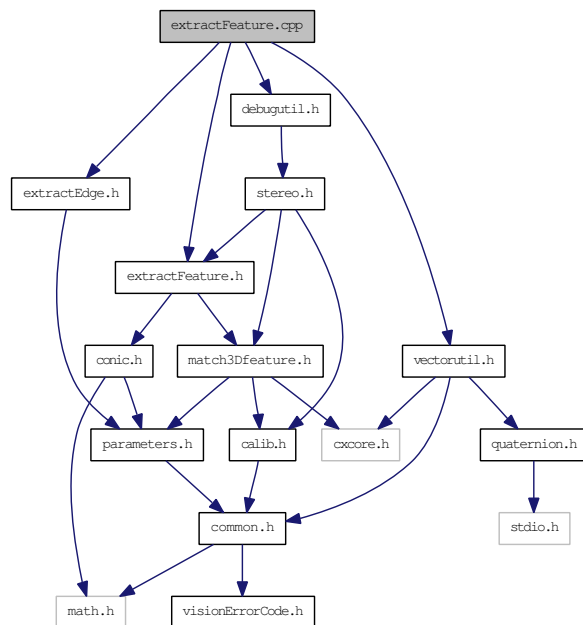 extractFeature.cpp
debugutil.h
extractEdge.h
stereo.h
extractFeature.h
conic.h
match3Dfeature.h
vectorutil.h
parameters.h
calib.h
cxcore.h
quaternion.h
common.h
stdio.h
math.h
visionErrorCode.h